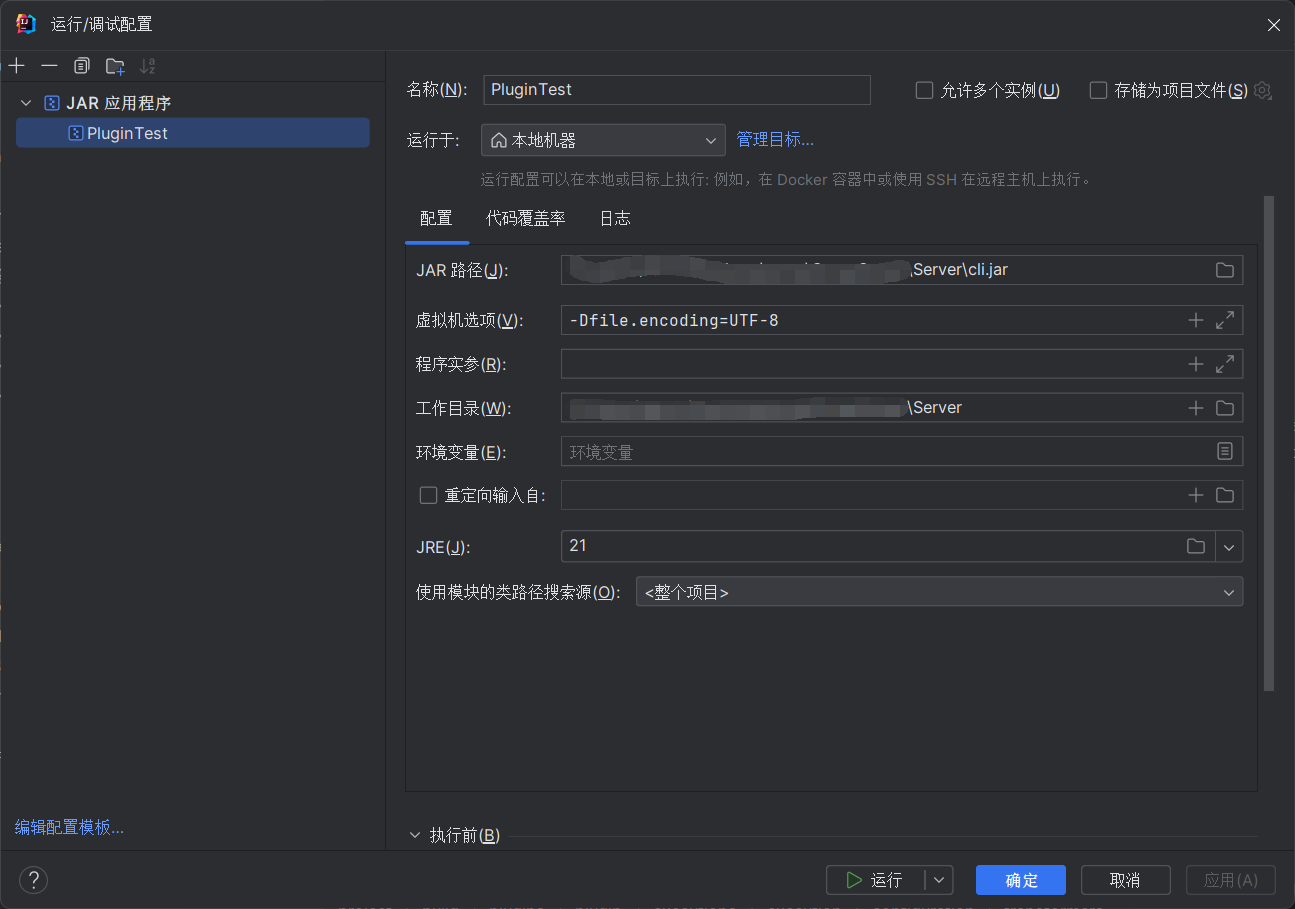 运行/调试配置
JAR 应用程序
PluginTest
编辑配置模板...
名称(N):
PluginTest
允许多个实例(U)
存储为项目文件(S)
运行于:
本地机器
管理目标...
运行配置可以在本地或目标上执行: 例如，在 Docker 容器中或使用 SSH 在远程主机上执行。
配置
代码覆盖率
日志
JAR 路径(J):
\Server\cli.jar
虚拟机选项(V):
-Dfile.encoding=UTF-8
程序实参(R):
工作目录(W):
\Server
环境变量(E):
环境变量
重定向输入自:
JRE(J):
21
使用模块的类路径搜索源(O):
<整个项目>
执行前(B)
?
运行
确定
取消
应用(A)